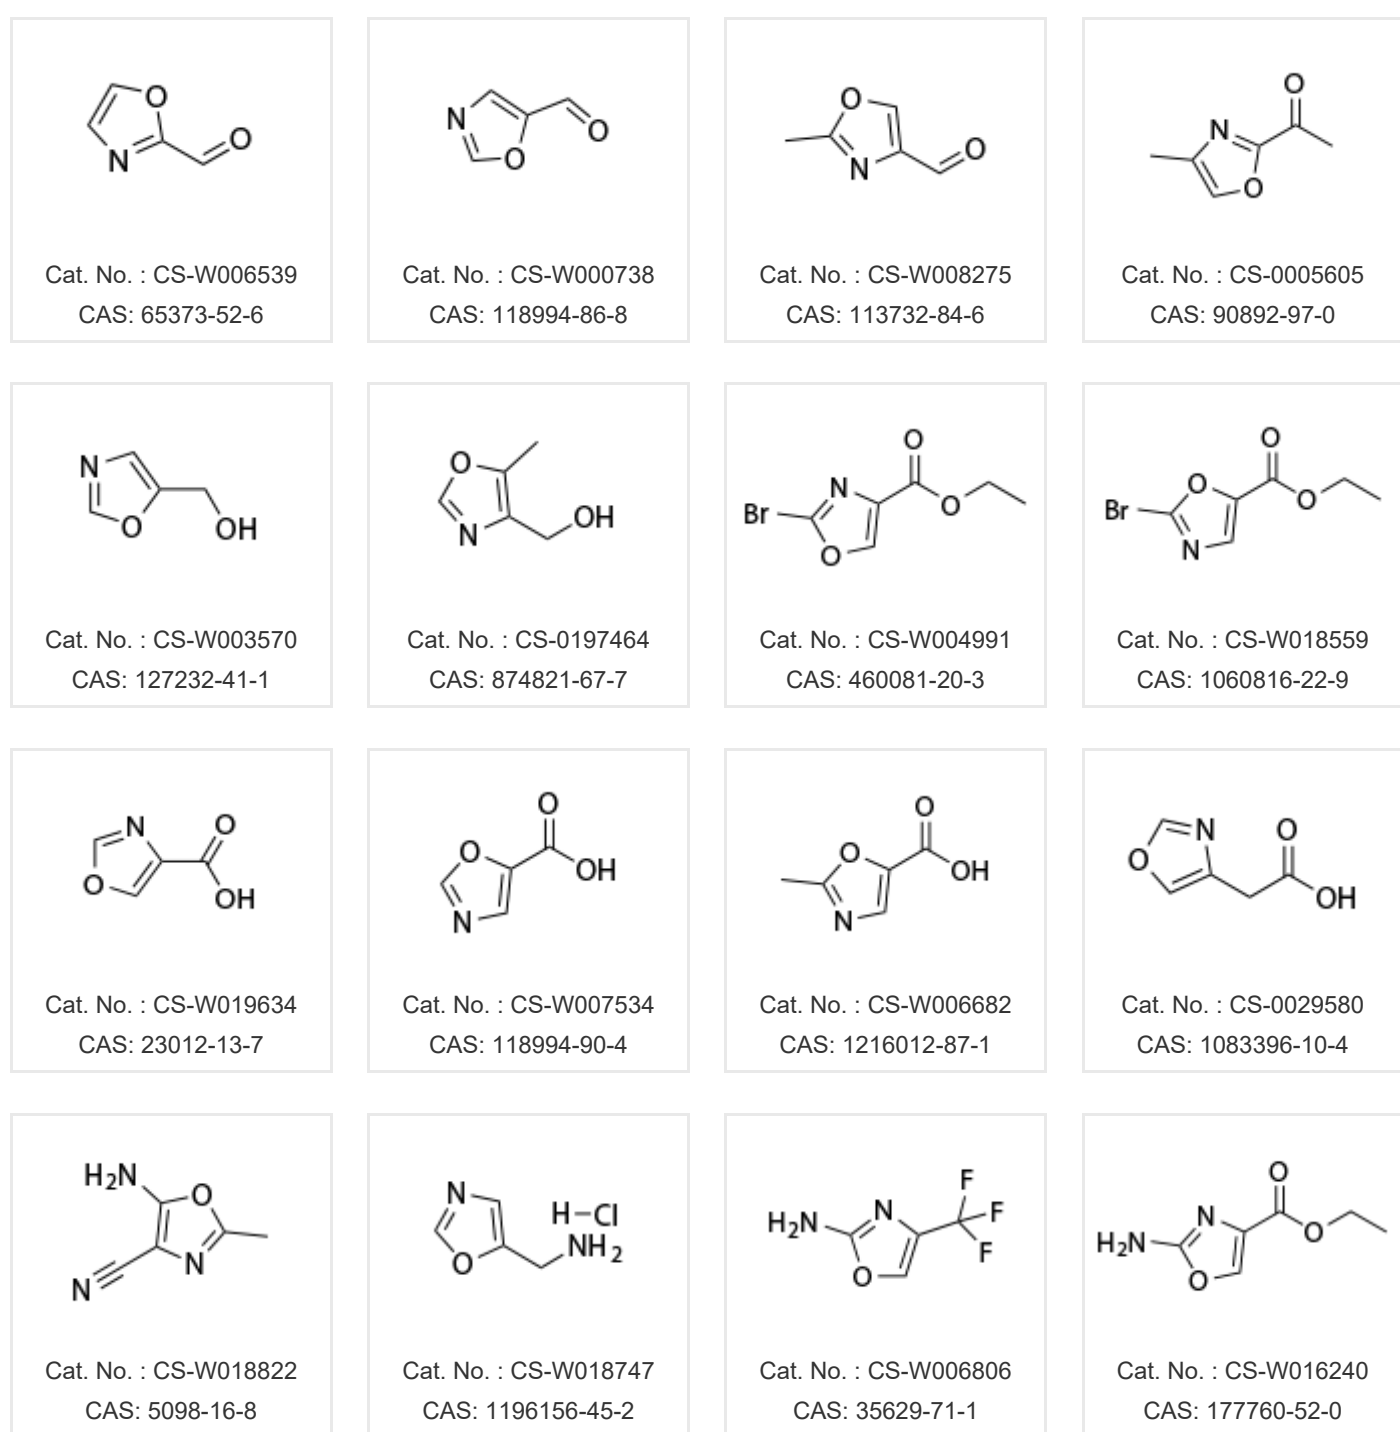 O
N
O
N
O
O
O
N
O
O
N
O
Cat. No. : CS-W006539
CAS: 65373-52-6
Cat. No. : CS-W000738
CAS: 118994-86-8
Cat. No. : CS-W008275
CAS: 113732-84-6
Cat. No. : CS-0005605
CAS: 90892-97-0
N
O
OH
O
N
OH
O
N
Br
O
O
O
O
Br
O
N
Cat. No. : CS-W003570
CAS: 127232-41-1
Cat. No. : CS-0197464
CAS: 874821-67-7
Cat. No. : CS-W004991
CAS: 460081-20-3
Cat. No. : CS-W018559
CAS: 1060816-22-9
N
O
O
OH
O
O
OH
N
O
O
OH
N
N
O
O
OH
Cat. No. : CS-W019634
CAS: 23012-13-7
Cat. No. : CS-W007534
CAS: 118994-90-4
Cat. No. : CS-W006682
CAS: 1216012-87-1
Cat. No. : CS-0029580
CAS: 1083396-10-4
H2N
O
N
N
N
H-Cl
NH2
O
F
N
F
H2N
F
O
O
N
O
H2N
O
Cat. No. : CS-W018822
CAS: 5098-16-8
Cat. No. : CS-W018747
CAS: 1196156-45-2
Cat. No. : CS-W006806
CAS: 35629-71-1
Cat. No. : CS-W016240
CAS: 177760-52-0